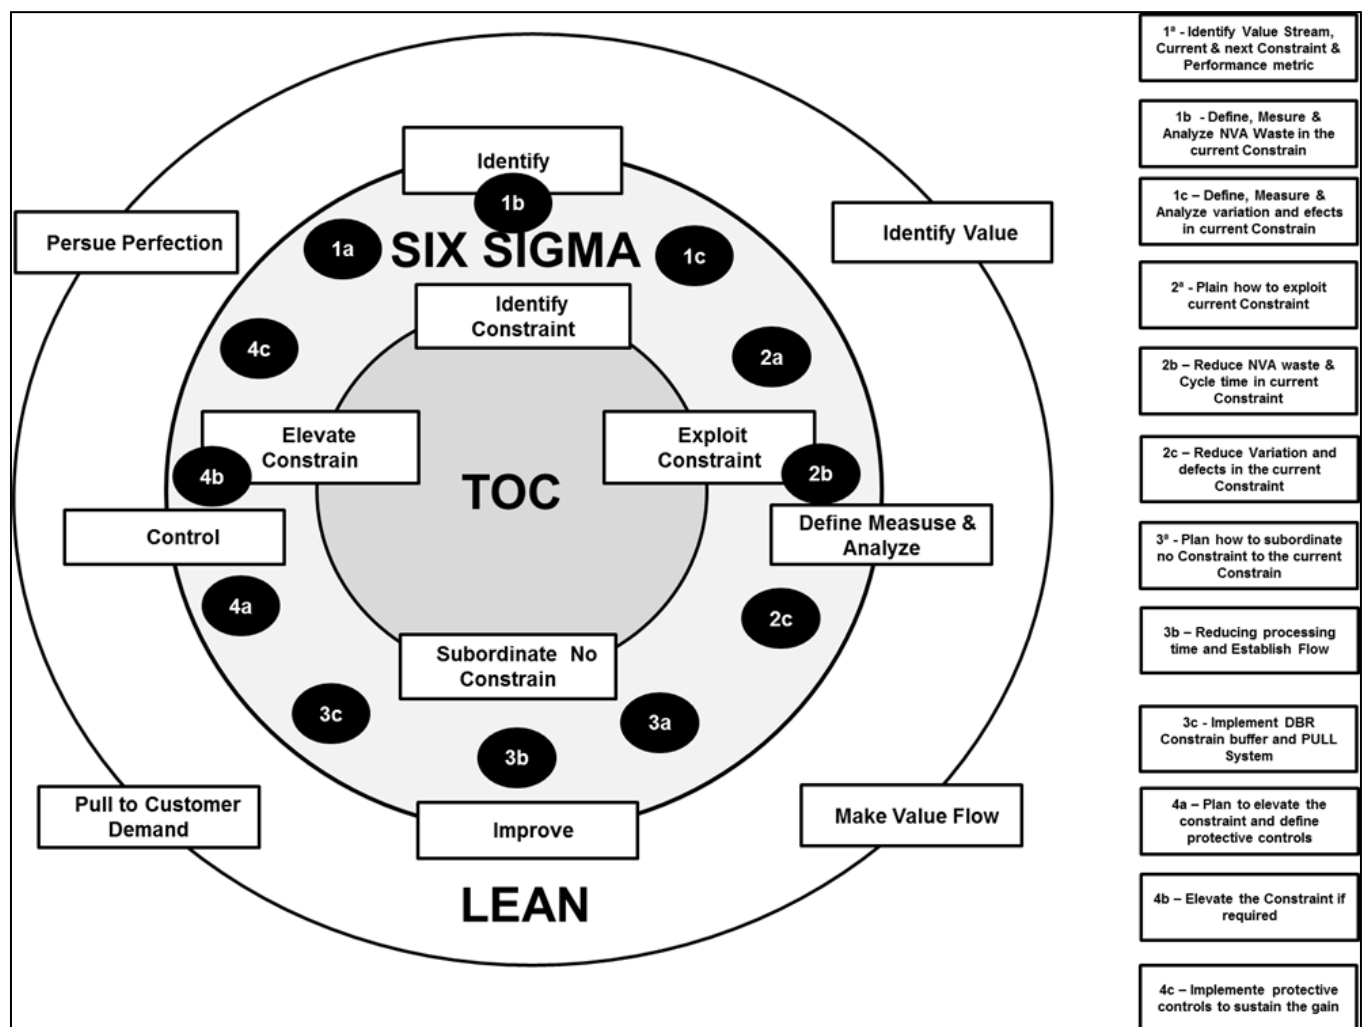 Identify
1b
Persue Perfection
Identify Value
1a
SIX SIGMA
1c
Identify
Constraint
4c
2a
Elevate
Constrain
Exploit
Constraint
4b
TOC
2b
Control
Define Measuse &
Analyze
4a
2c
Subordinate No
Constrain
3c
3a
3b
Pull to Customer
Demand
Improve
Make Value Flow
LEAN
1ª - Identify Value Stream,
Current & next Constraint &
Performance metric
1b - Define, Mesure &
Analyze NVA Waste in the
current Constrain
1c – Define, Measure &
Analyze variation and efects
in current Constrain
2ª - Plain how to exploit
current Constraint
2b – Reduce NVA waste &
Cycle time in current
Constraint
2c – Reduce Variation and
defects in the current
Constraint
3ª - Plan how to subordinate
no Constraint to the current
Constrain
3b – Reducing processing
time and Establish Flow
3c - Implement DBR
Constrain buffer and PULL
System
4a – Plan to elevate the
constraint and define
protective controls
4b – Elevate the Constraint if
required
4c – Implemente protective
controls to sustain the gain